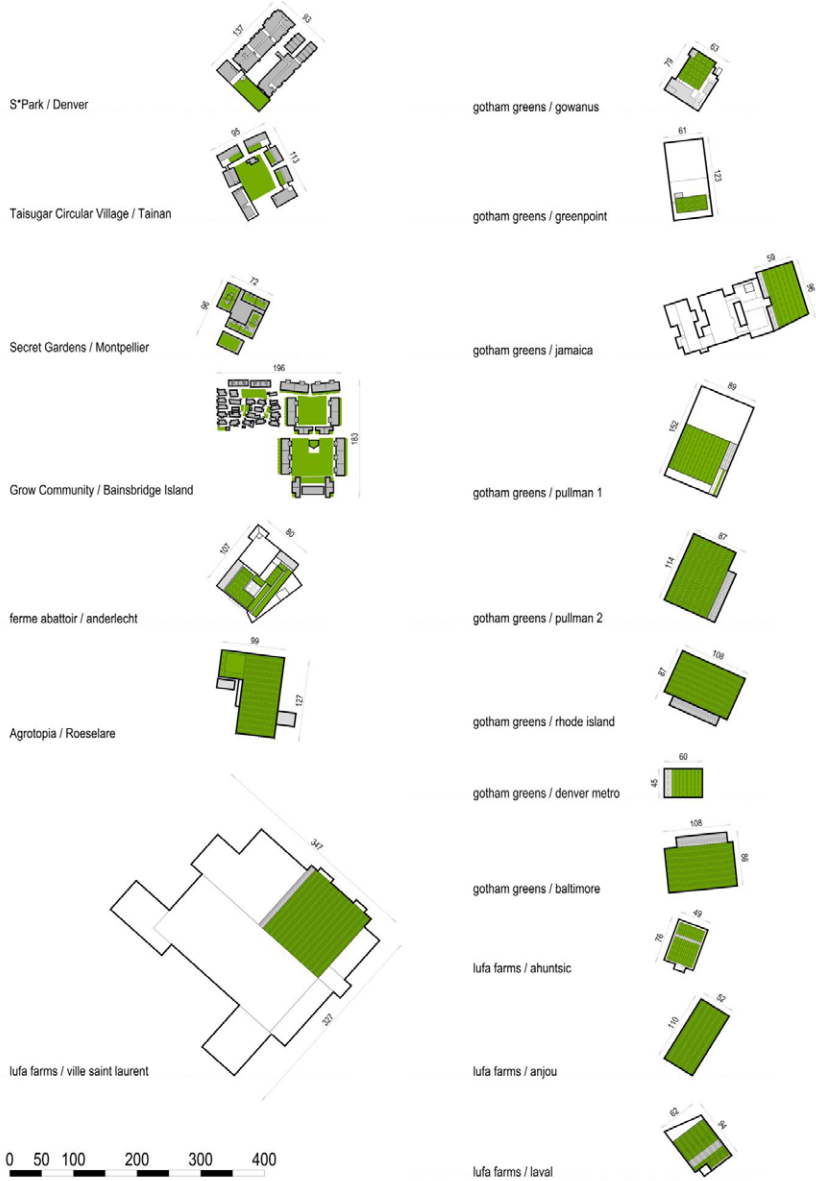 137
93
S*Park / Denver
95
113
Taisugar Circular Village / Tainan
72
96
Secret Gardens / Montpellier
196
183
Grow Community / Bainsbridge Island
107
80
ferme abattoir / anderlecht
99
127
Agrotopia / Roeselare
347
327
lufa farms / ville saint laurent
0 50 100 200 300 400
63
79
gotham greens / gowanus
61
123
gotham greens / greenpoint
59
96
gotham greens / jamaica
89
152
gotham greens / pullman 1
87
114
gotham greens / pullman 2
108
87
gotham greens / rhode island
60
45
gotham greens / denver metro
108
86
gotham greens / baltimore
49
76
lufa farms / ahuntsic
52
110
lufa farms / anjou
62
94
lufa farms / laval